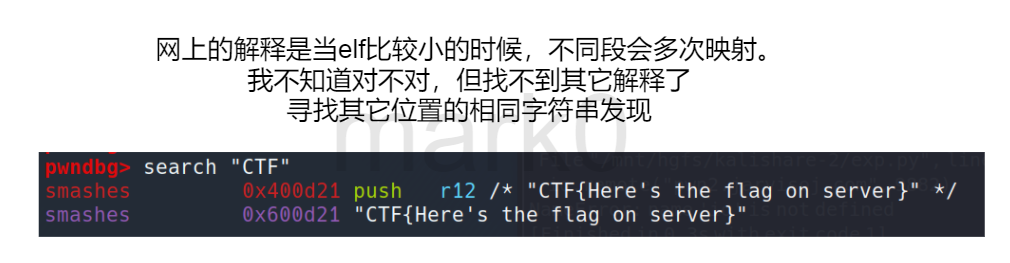 网上的解释是当elf比较小的时候，不同段会多次映射。
我不知道对不对，但找不到其它解释了
寻找其它位置的相同字符串发现
mark0
pwndbg> search "CTF"
smashes 0x400d21 push r12 /* "CTF{Here's the flag on server}" */
smashes 0x600d21 "CTF{Here's the flag on server}"